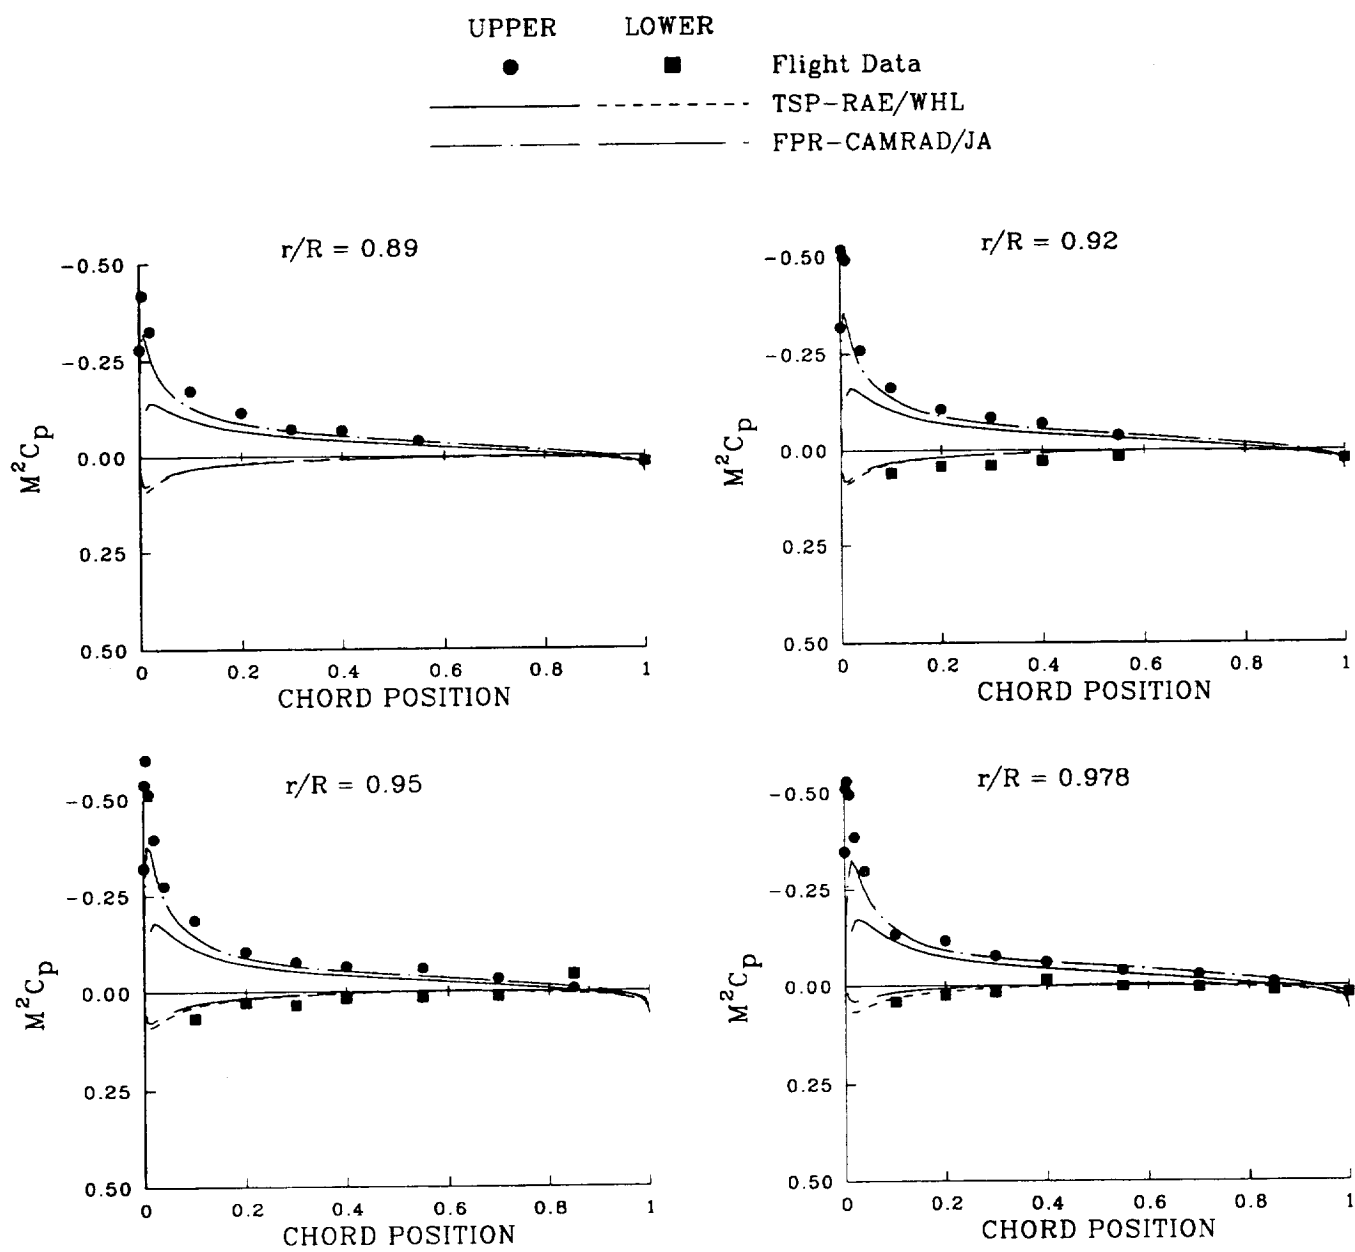 UPPER LOWER
Flight Data
TSP-RAE/WHL
FPR-CAMRAD/JA
r/R = 0.89
-0.50
-0.25
0.00
0.25
0.50
M²Cp
0 0.2 0.4 0.6 0.8 1
CHORD POSITION
r/R = 0.92
-0.50
-0.25
0.00
0.25
0.50
M²Cp
0 0.2 0.4 0.6 0.8 1
CHORD POSITION
r/R = 0.95
-0.50
-0.25
0.00
0.25
0.50
M²Cp
0 0.2 0.4 0.6 0.8 1
CHORD POSITION
r/R = 0.978
-0.50
-0.25
0.00
0.25
0.50
M²Cp
0 0.2 0.4 0.6 0.8 1
CHORD POSITION